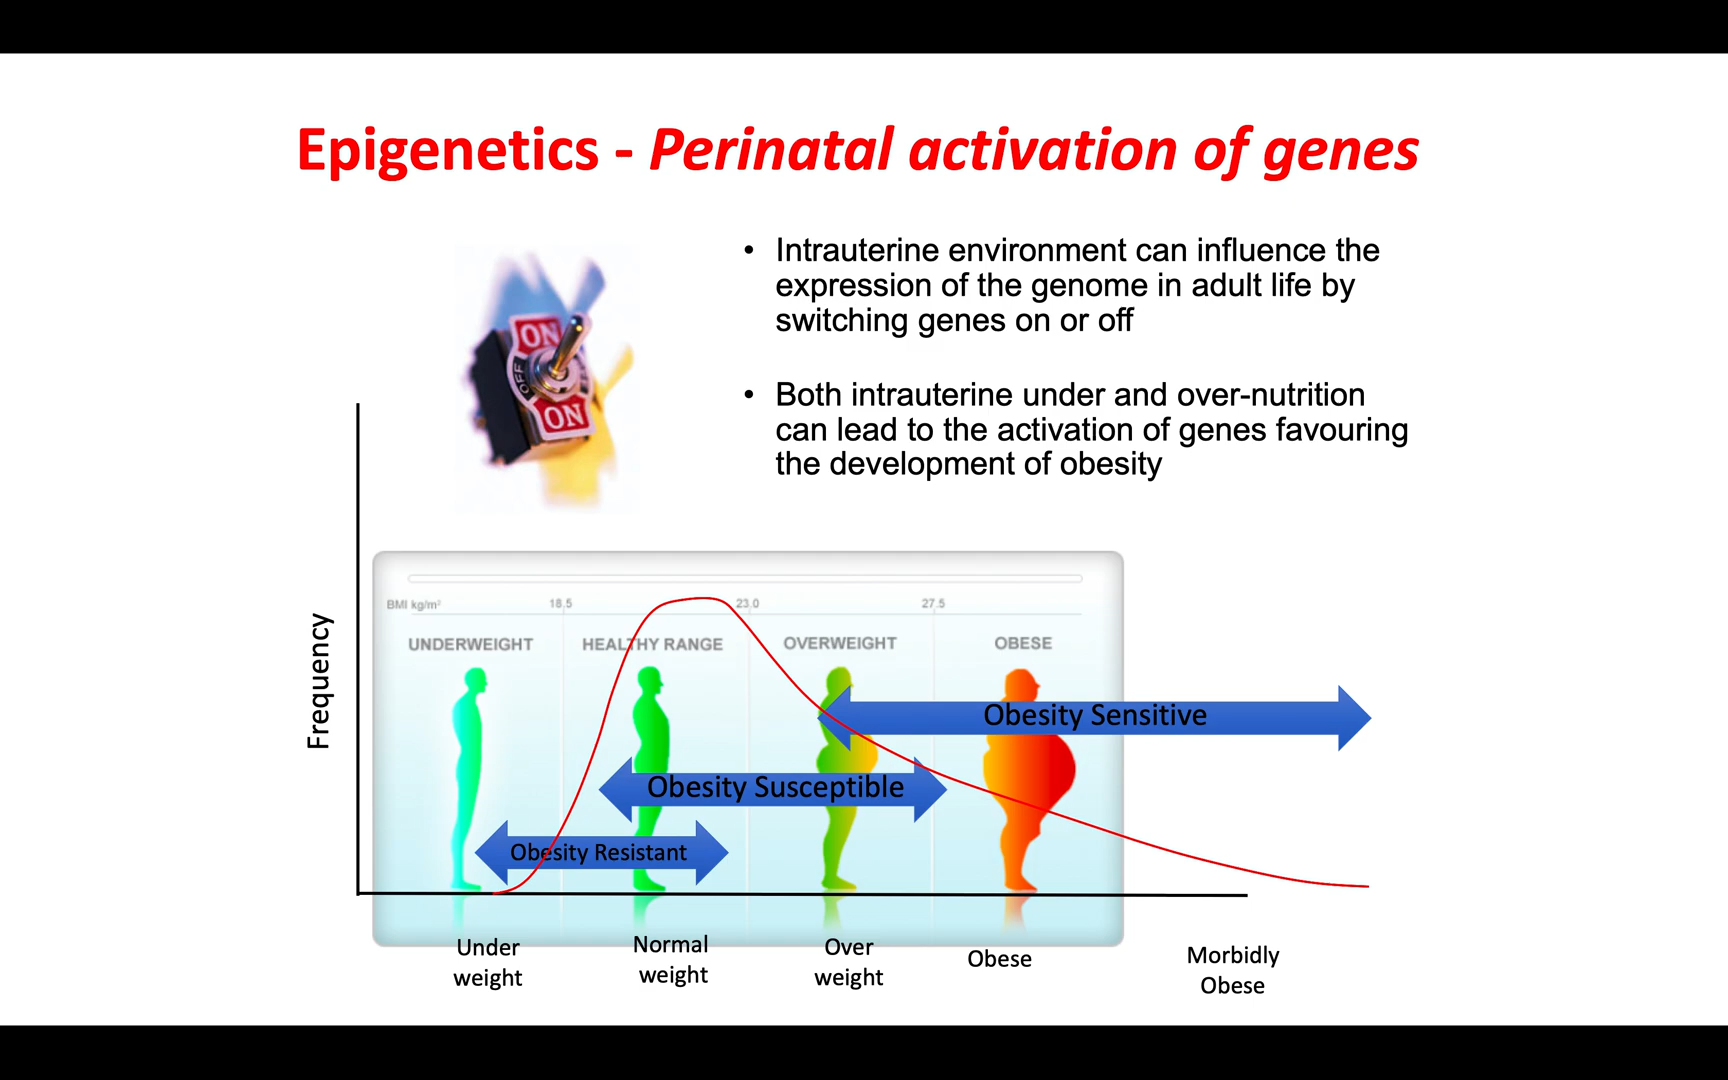 Epigenetics - Perinatal activation of genes
• Intrauterine environment can influence the
expression of the genome in adult life by
switching genes on or off
• Both intrauterine under and over-nutrition
can lead to the activation of genes favouring
the development of obesity
ON
OFF
ON
Frequency
BMI kg/m² 18.5 23.0 27.5
UNDERWEIGHT HEALTHY RANGE OVERWEIGHT OBESE
Obesity Sensitive
Obesity Susceptible
Obesity Resistant
Under
weight
Normal
weight
Over
weight
Obese
Morbidly
Obese